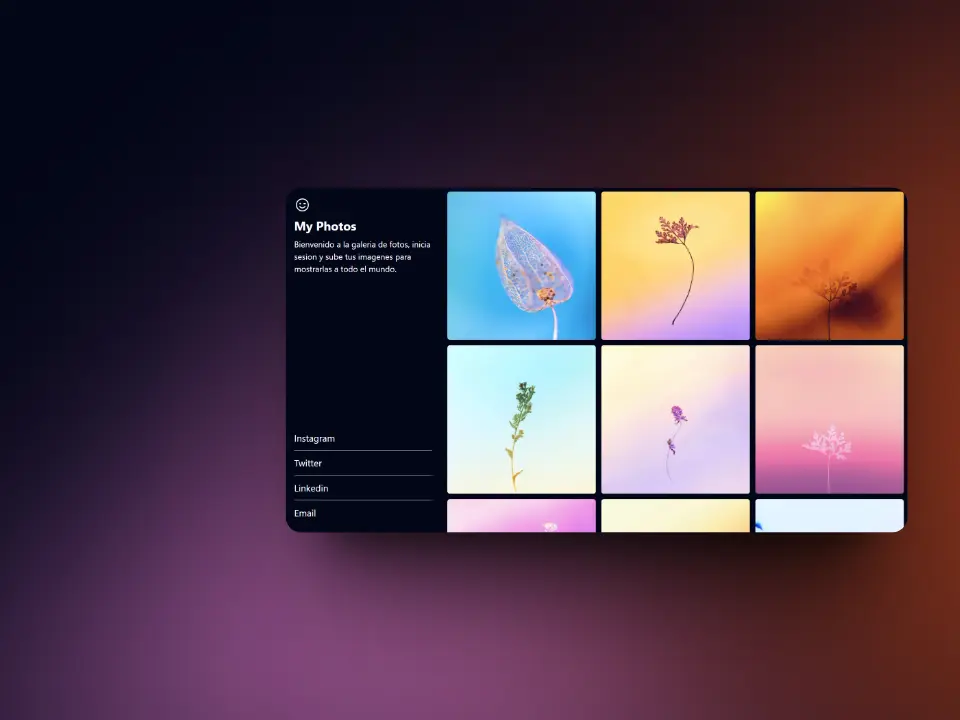 My Photos
Bienvenido a la galeria de fotos, inicia
sesion y sube tus imagenes para
mostrarlas a todo el mundo.
Instagram
Twitter
Linkedin
Email